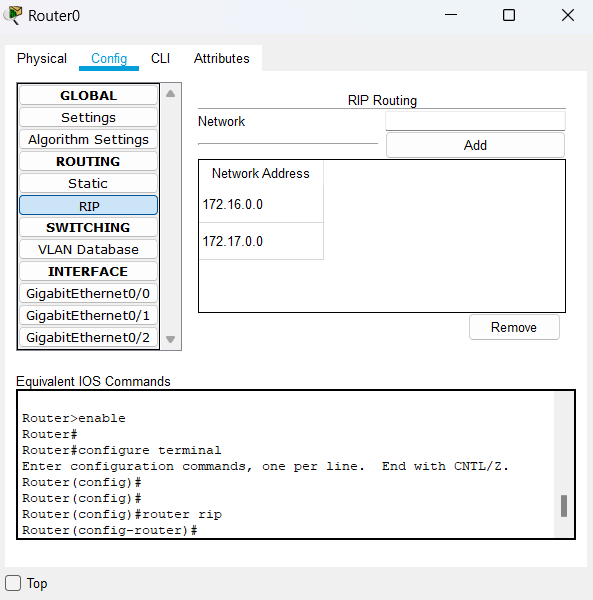 Router0
Physical Config CLI Attributes
GLOBAL
Settings
Algorithm Settings
ROUTING
Static
RIP
SWITCHING
VLAN Database
INTERFACE
GigabitEthernet0/0
GigabitEthernet0/1
GigabitEthernet0/2
RIP Routing
Network
Add
Network Address
172.16.0.0
172.17.0.0
Remove
Equivalent IOS Commands
Router>enable
Router#
Router#configure terminal
Enter configuration commands, one per line.  End with CNTL/Z.
Router(config)#
Router(config)#
Router(config)#router rip
Router(config-router)#
Top